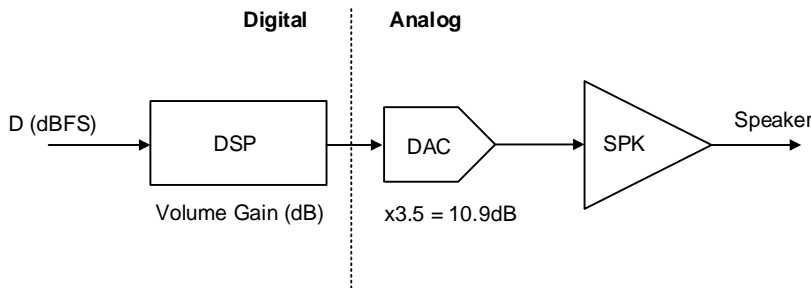 Digital
Analog
D (dBFS)
DSP
DAC
SPK
Speaker
Volume Gain (dB)
x3.5 = 10.9dB